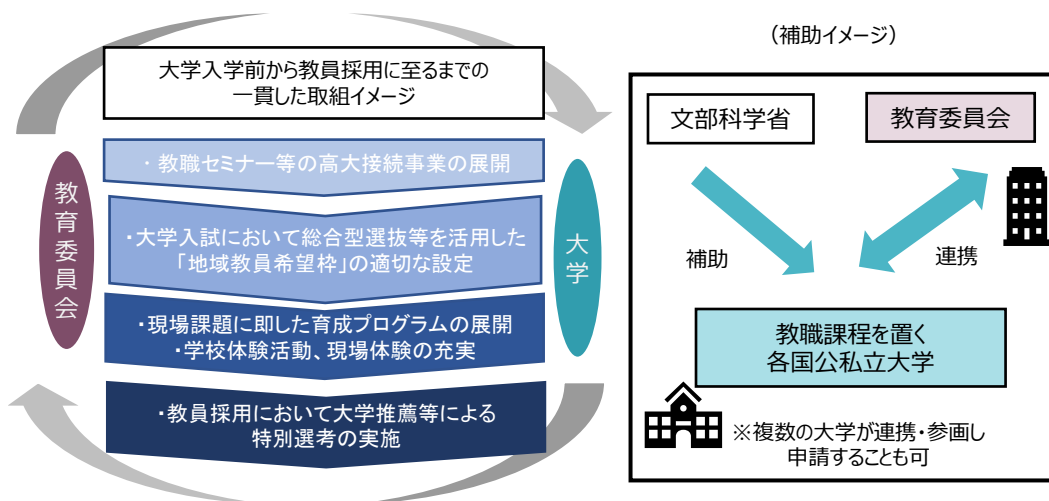 大学入学前から教員採用に至るまでの
一貫した取組イメージ
教育委員会
・教職セミナー等の高大接続事業の展開
・大学入試において総合型選抜等を活用した
「地域教員希望枠」の適切な設定
・現場課題に即した育成プログラムの展開
・学校体験活動、現場体験の充実
・教員採用において大学推薦等による
特別選考の実施
大学
（補助イメージ）
文部科学省
教育委員会
補助
連携
教職課程を置く
各国公私立大学
※複数の大学が連携・参画し
申請することも可